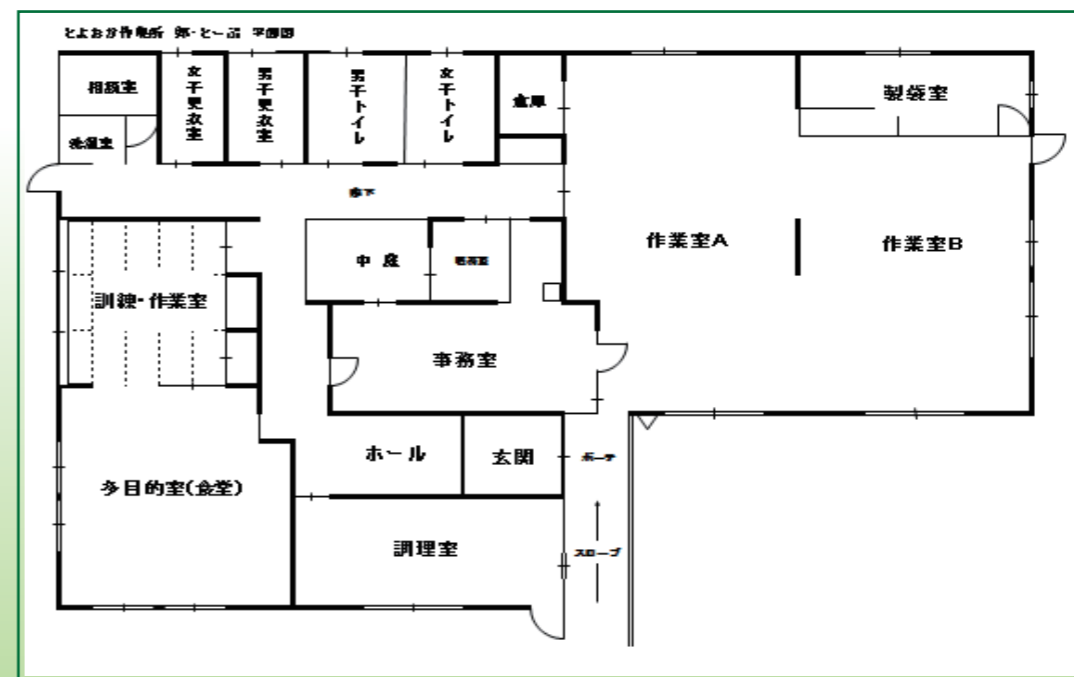 とよおか作業所 郷・と～ぶ 平面図
相談室
女子更衣室
男子更衣室
男子トイレ
女子トイレ
倉庫
製袋室
洗濯室
廊下
作業室A
作業室B
中庭
訓練・作業室
事務室
ホール
玄関
ポーチ
多目的室(食堂)
調理室
スロープ